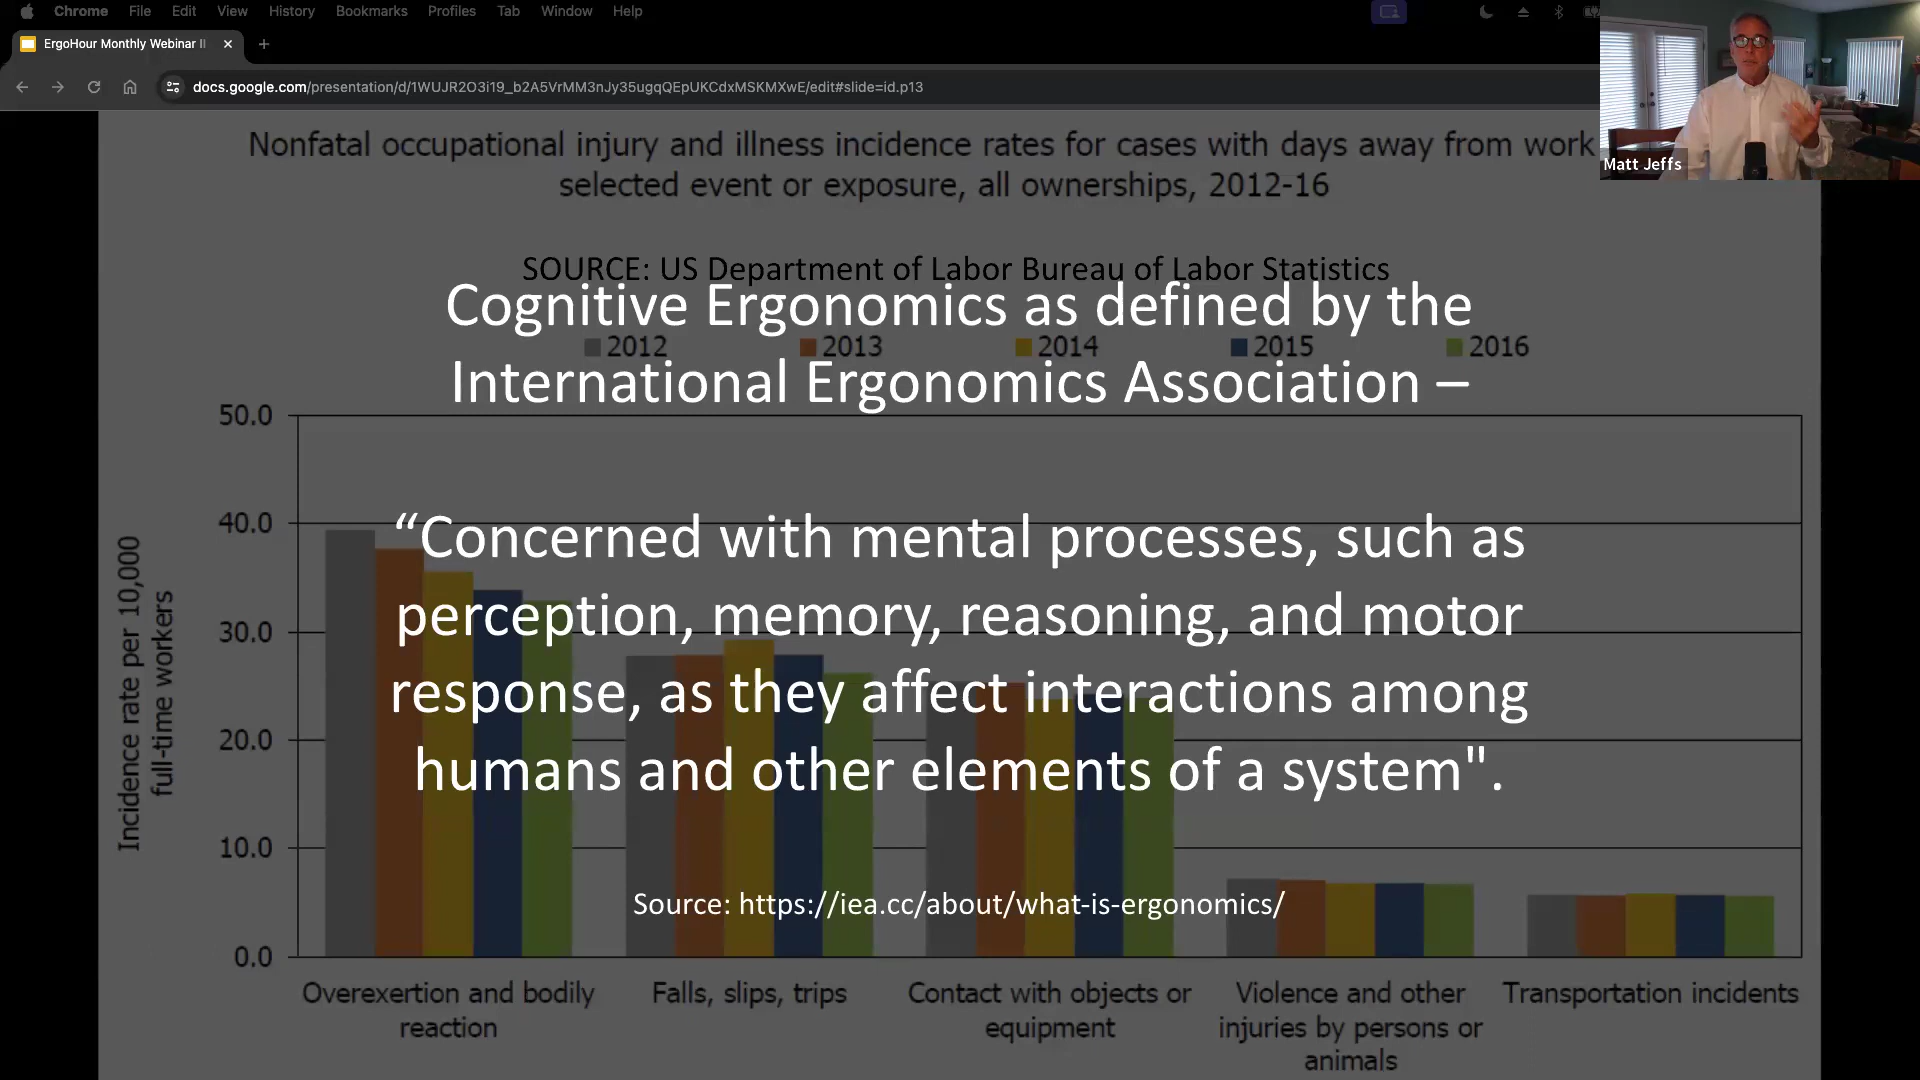 Chrome File Edit View History Bookmarks Profiles Tab Window Help
ErgoHour Monthly Webinar
docs.google.com/presentation/d/1WUJR2O3i19_b2A5VrMM3nJy35ugqQEpUKCdxMSKMXwE/edit#slide=id.p13
Matt Jeffs
Nonfatal occupational injury and illness incidence rates for cases with days away from work
selected event or exposure, all ownerships, 2012-16
SOURCE: US Department of Labor Bureau of Labor Statistics
Cognitive Ergonomics as defined by the
2012 2013 2014 2015 2016
International Ergonomics Association –
“Concerned with mental processes, such as
perception, memory, reasoning, and motor
response, as they affect interactions among
humans and other elements of a system".
Source: https://iea.cc/about/what-is-ergonomics/
50.0
40.0
30.0
20.0
10.0
0.0
Incidence rate per 10,000
full-time workers
Overexertion and bodily
reaction
Falls, slips, trips
Contact with objects or
equipment
Violence and other
injuries by persons or
animals
Transportation incidents